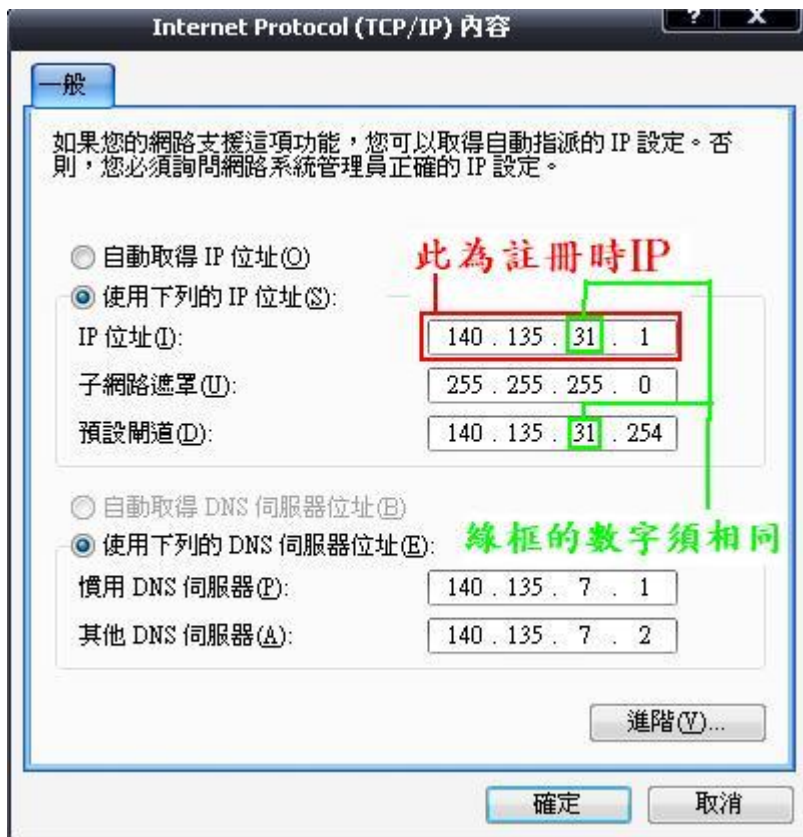 Internet Protocol (TCP/IP) 內容
? X
一般
如果您的網路支援這項功能，您可以取得自動指派的 IP 設定。否
則，您必須詢問網路系統管理員正確的 IP 設定。
自動取得 IP 位址(O)
此為註冊時IP
使用下列的 IP 位址(S):
IP 位址(I):
140 . 135 . 31 . 1
子網路遮罩(U):
255 . 255 . 255 . 0
預設閘道(D):
140 . 135 . 31 . 254
自動取得 DNS 伺服器位址(B)
使用下列的 DNS 伺服器位址(E):
綠框的數字須相同
慣用 DNS 伺服器(P):
140 . 135 . 7 . 1
其他 DNS 伺服器(A):
140 . 135 . 7 . 2
進階(V)...
確定
取消